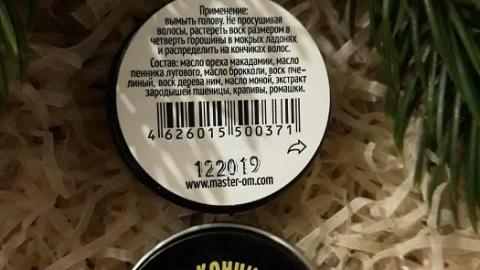 Применение:
вымыть голову. Не просушивая
волосы, растереть воск размером в
четверть горошины в мокрых ладонях
и распределить на кончиках волос.
Состав: масло ореха макадамии, масло
пенника лугового, масло брокколи, воск пче-
линый, воск дерева ним, масло моной, экстракт
зародышей пшеницы, крапивы, ромашки.
4 626015 500371
122019
www.master-om.com